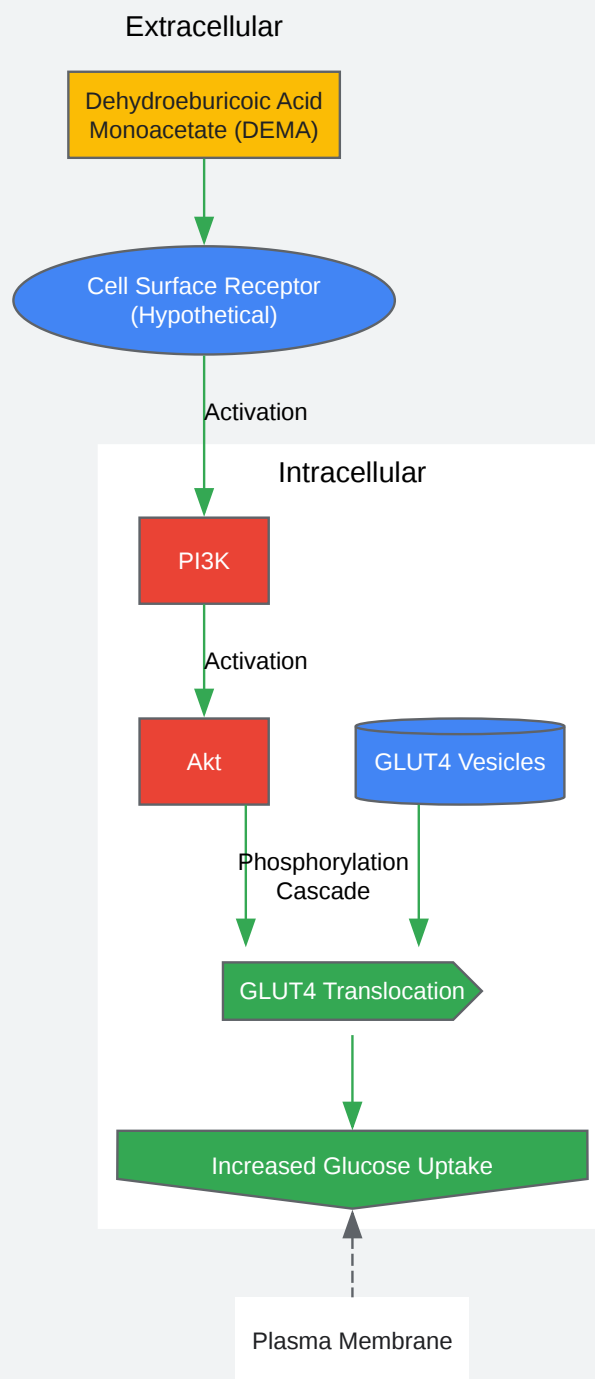 Extracellular
Dehydroeburicoic Acid
Monoacetate (DEMA)
Cell Surface Receptor
(Hypothetical)
Activation
Intracellular
PI3K
Activation
Akt
GLUT4 Vesicles
Phosphorylation
Cascade
GLUT4 Translocation
Increased Glucose Uptake
Plasma Membrane